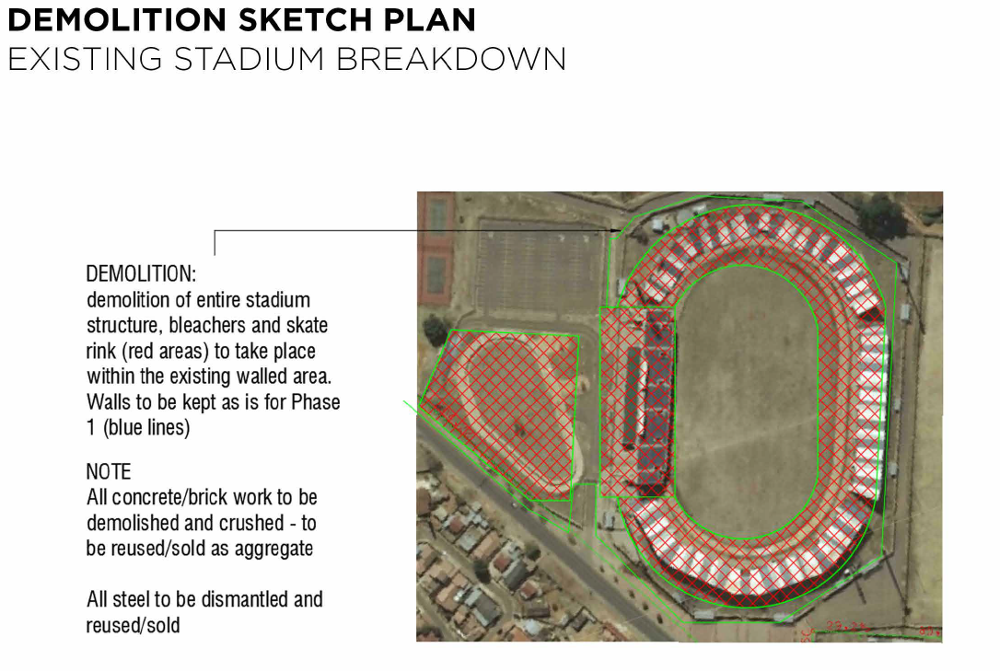 DEMOLITION SKETCH PLAN
EXISTING STADIUM BREAKDOWN
DEMOLITION:
demolition of entire stadium
structure, bleachers and skate
rink (red areas) to take place
within the existing walled area.
Walls to be kept as is for Phase
1 (blue lines)
NOTE
All concrete/brick work to be
demolished and crushed - to
be reused/sold as aggregate
All steel to be dismantled and
reused/sold